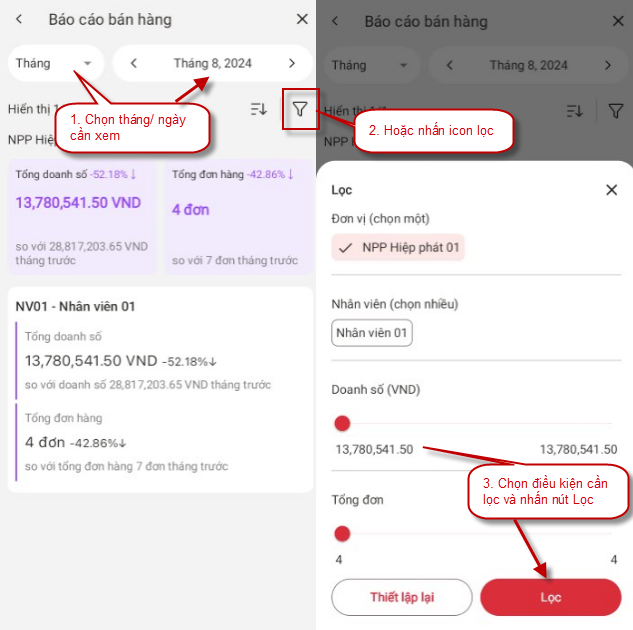 Báo cáo bán hàng
Tháng
Tháng 8, 2024
Hiển thị 1
1. Chọn tháng/ ngày
cần xem
NPP Hiệ
Tổng doanh số -52.18%↓
13,780,541.50 VND
so với 28,817,203.65 VND
tháng trước
Tổng đơn hàng -42.86%↓
4 đơn
so với 7 đơn tháng trước
NV01 - Nhân viên 01
Tổng doanh số
13,780,541.50 VND -52.18%↓
so với doanh số 28,817,203.65 VND tháng trước
Tổng đơn hàng
4 đơn -42.86%↓
so với tổng đơn hàng 7 đơn tháng trước
Báo cáo bán hàng
Tháng
Tháng 8, 2024
Hiển thị 1
2. Hoặc nhấn icon lọc
NPP
Lọc
Đơn vị (chọn một)
NPP Hiệp phát 01
Nhân viên (chọn nhiều)
Nhân viên 01
Doanh số (VND)
13,780,541.50
13,780,541.50
3. Chọn điều kiện cần
lọc và nhấn nút Lọc
Tổng đơn
4
4
Thiết lập lại
Lọc